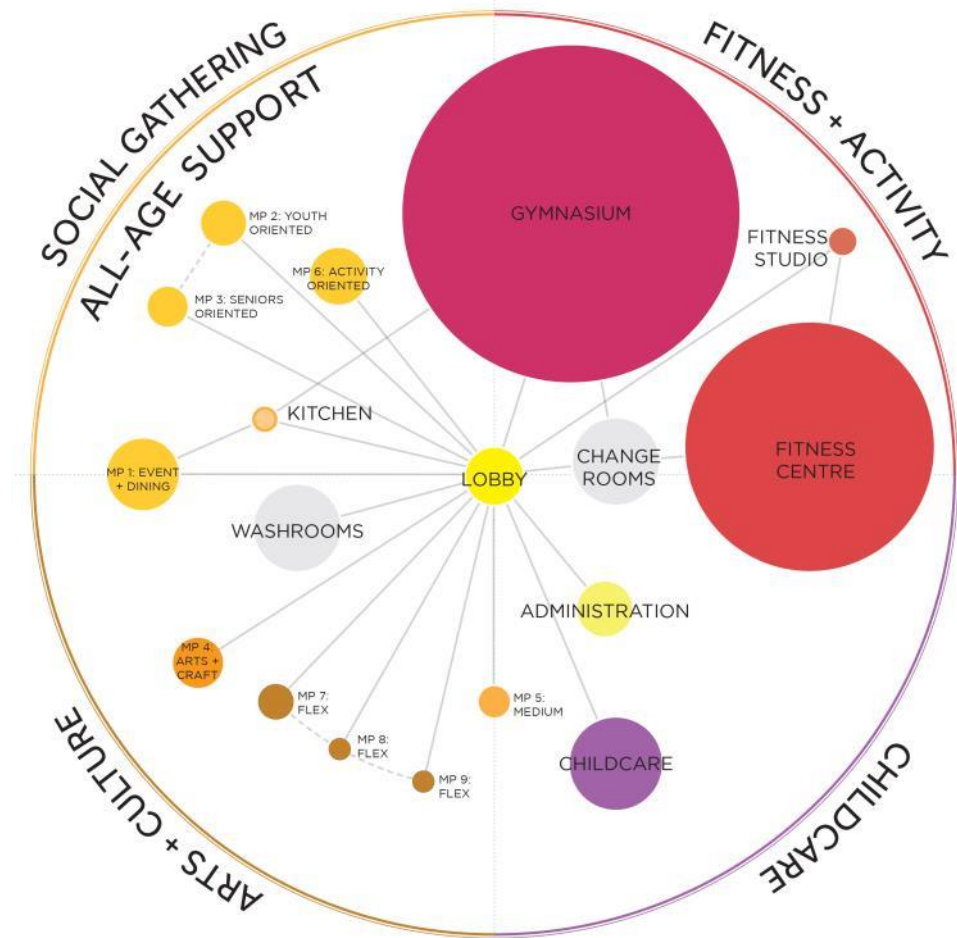 SOCIAL GATHERING
ALL-AGE SUPPORT
FITNESS + ACTIVITY
GYMNASIUM
MP 2: YOUTH
ORIENTED
FITNESS
STUDIO
MP 6: ACTIVITY
ORIENTED
MP 3: SENIORS
ORIENTED
KITCHEN
MP 1: EVENT
+ DINING
LOBBY
CHANGE
ROOMS
FITNESS
CENTRE
WASHROOMS
ADMINISTRATION
MP 4:
ARTS +
CRAFT
MP 7:
FLEX
MP 5:
MEDIUM
MP 8:
FLEX
CHILDCARE
MP 9:
FLEX
ARTS + CULTURE
CHILDCARE